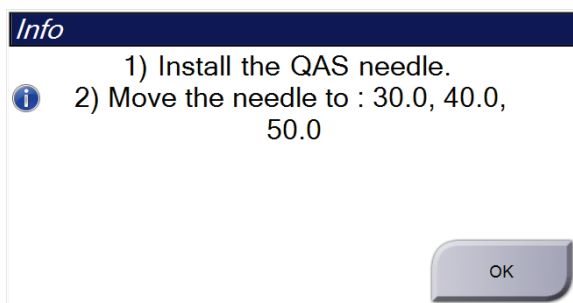 Info
1) Install the QAS needle.
2) Move the needle to : 30.0, 40.0,
50.0
OK